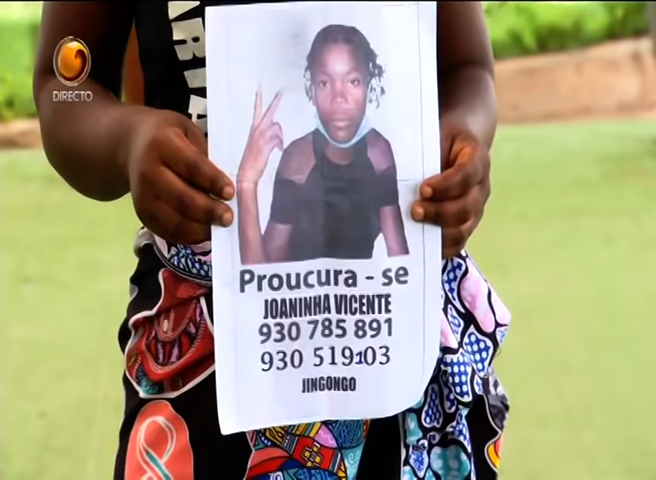 DIRECTO
Proucura - se
JOANINHA VICENTE
930 785 891
930 519103
JINGONGO